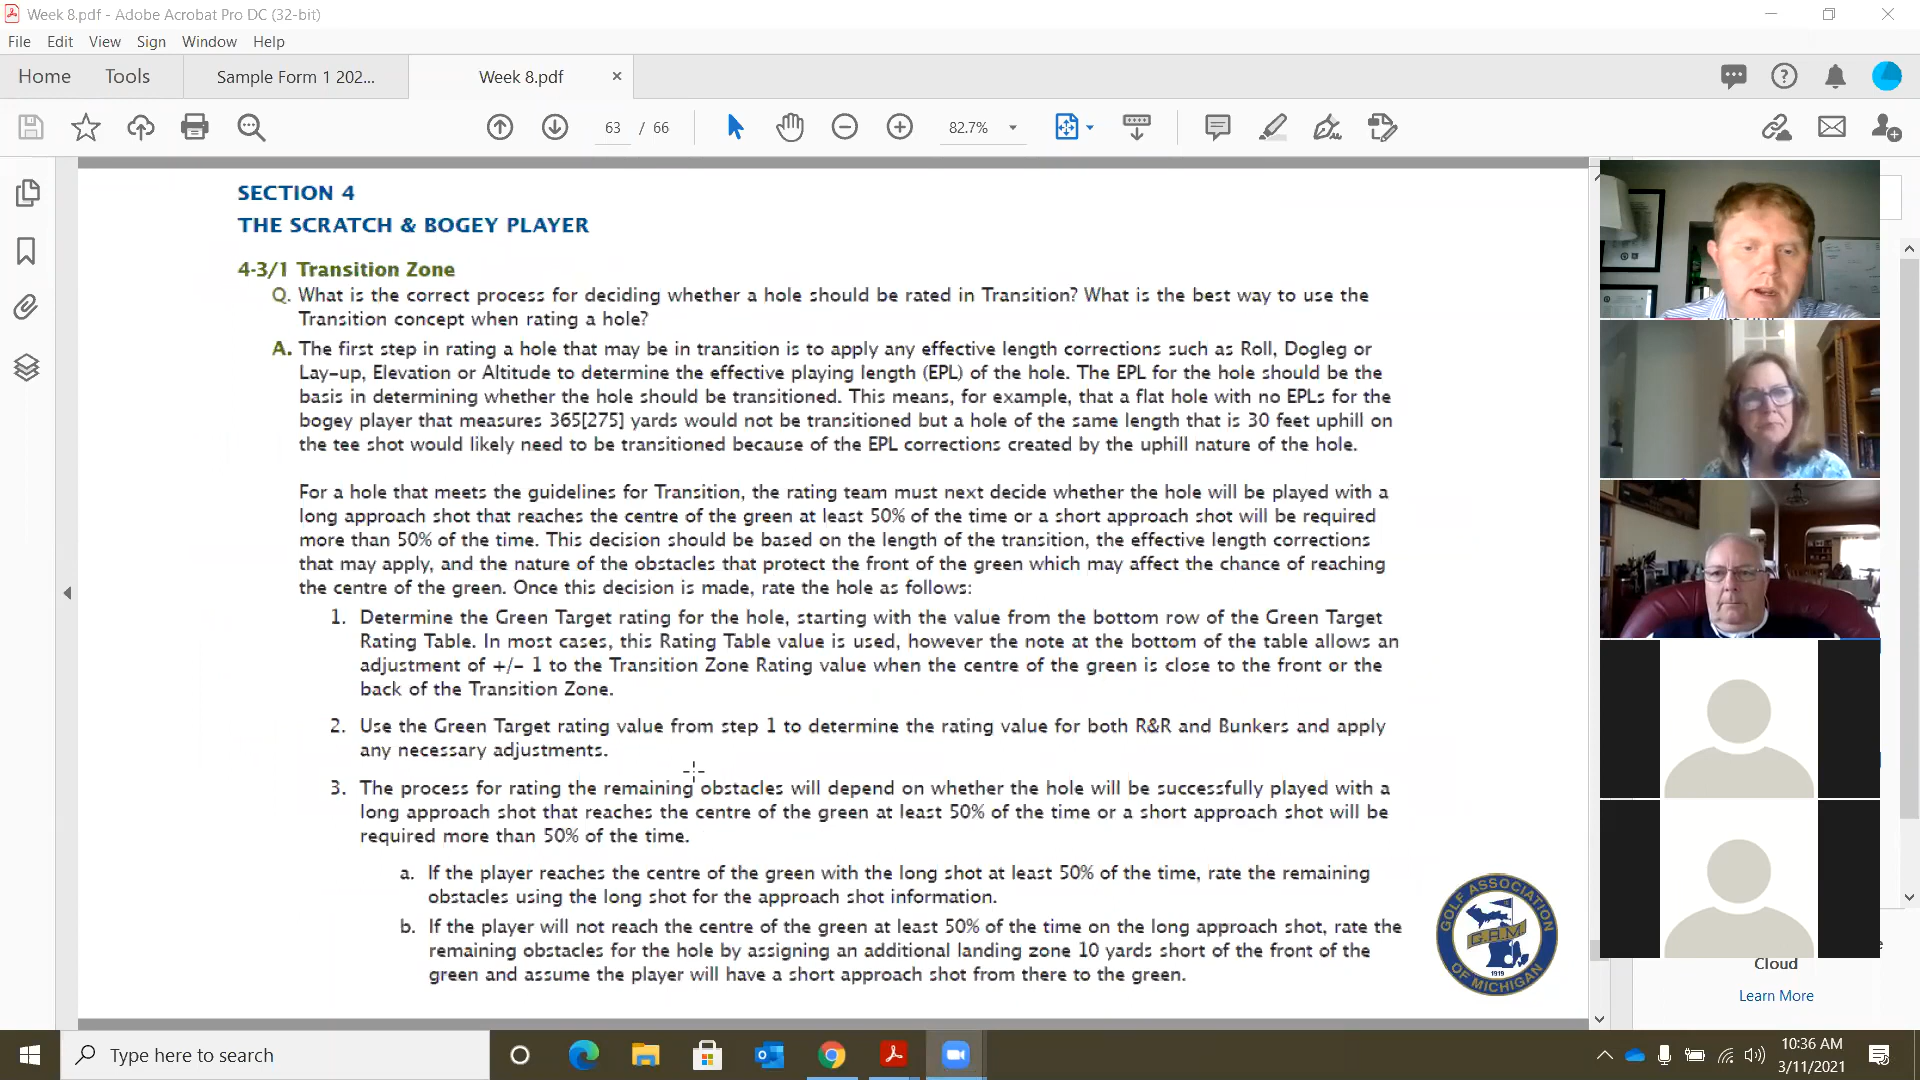 Week 8.pdf - Adobe Acrobat Pro DC (32-bit)
File Edit View Sign Window Help
Home Tools Sample Form 1 202... Week 8.pdf
63 / 66 82.7%
SECTION 4
THE SCRATCH & BOGEY PLAYER
4-3/1 Transition Zone
Q. What is the correct process for deciding whether a hole should be rated in Transition? What is the best way to use the
Transition concept when rating a hole?
A. The first step in rating a hole that may be in transition is to apply any effective length corrections such as Roll, Dogleg or
Lay-up, Elevation or Altitude to determine the effective playing length (EPL) of the hole. The EPL for the hole should be the
basis in determining whether the hole should be transitioned. This means, for example, that a flat hole with no EPLs for the
bogey player that measures 365[275] yards would not be transitioned but a hole of the same length that is 30 feet uphill on
the tee shot would likely need to be transitioned because of the EPL corrections created by the uphill nature of the hole.
For a hole that meets the guidelines for Transition, the rating team must next decide whether the hole will be played with a
long approach shot that reaches the centre of the green at least 50% of the time or a short approach shot will be required
more than 50% of the time. This decision should be based on the length of the transition, the effective length corrections
that may apply, and the nature of the obstacles that protect the front of the green which may affect the chance of reaching
the centre of the green. Once this decision is made, rate the hole as follows:
1. Determine the Green Target rating for the hole, starting with the value from the bottom row of the Green Target
Rating Table. In most cases, this Rating Table value is used, however the note at the bottom of the table allows an
adjustment of +/- 1 to the Transition Zone Rating value when the centre of the green is close to the front or the
back of the Transition Zone.
2. Use the Green Target rating value from step 1 to determine the rating value for both R&R and Bunkers and apply
any necessary adjustments.
3. The process for rating the remaining obstacles will depend on whether the hole will be successfully played with a
long approach shot that reaches the centre of the green at least 50% of the time or a short approach shot will be
required more than 50% of the time.
a. If the player reaches the centre of the green with the long shot at least 50% of the time, rate the remaining
obstacles using the long shot for the approach shot information.
b. If the player will not reach the centre of the green at least 50% of the time on the long approach shot, rate the
remaining obstacles for the hole by assigning an additional landing zone 10 yards short of the front of the
green and assume the player will have a short approach shot from there to the green.
GOLF ASSOCIATION
G.A.M
1919
OF MICHIGAN
Cloud
Learn More
Type here to search
10:36 AM
3/11/2021